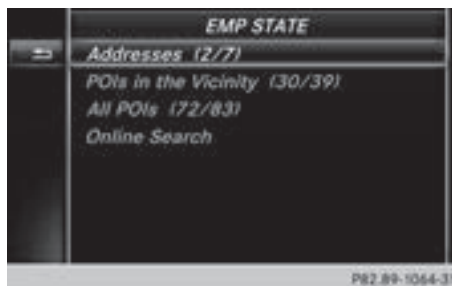 EMP STATE
Addresses (2/7)
POIs in the Vicinity (30/39)
All POIs (72/83)
Online Search
P82.89-1064-31